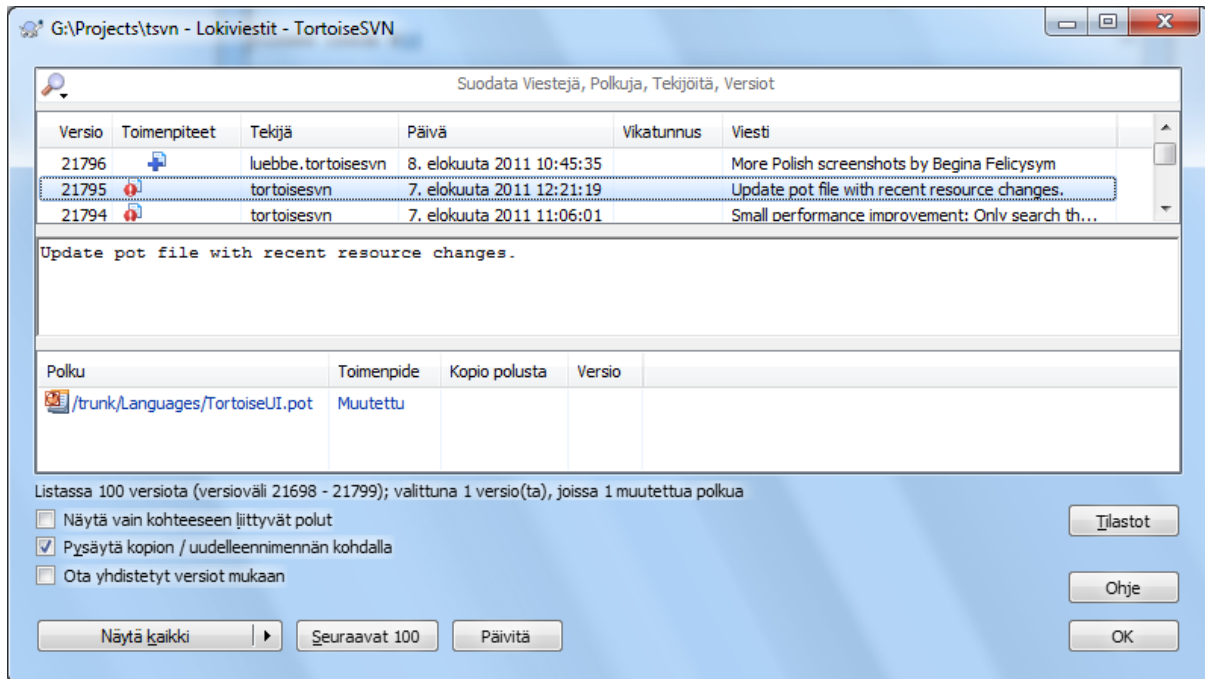 G:\Projects\tsvn - Lokiviestit - TortoiseSVN
Suodata Viestejä, Polkuja, Tekijöitä, Versiot
Versio Toimenpiteet Tekijä Päivä Vikatunnus Viesti
21796 luebbe.tortoisesvn 8. elokuuta 2011 10:45:35 More Polish screenshots by Begina Felicysym
21795 tortoisesvn 7. elokuuta 2011 12:21:19 Update pot file with recent resource changes.
21794 tortoisesvn 7. elokuuta 2011 11:06:01 Small performance improvement: Only search th...
Update pot file with recent resource changes.
Polku Toimenpide Kopio polusta Versio
/trunk/Languages/TortoiseUI.pot Muutettu
Listassa 100 versiota (versioväli 21698 - 21799); valittuna 1 versio(ta), joissa 1 muutettua polkua
Näytä vain kohteeseen liittyvät polut
Tilastot
Pysäytä kopion / uudelleennimennän kohdalla
Ota yhdistetyt versiot mukaan
Ohje
Näytä kaikki Seuraavat 100 Päivitä OK